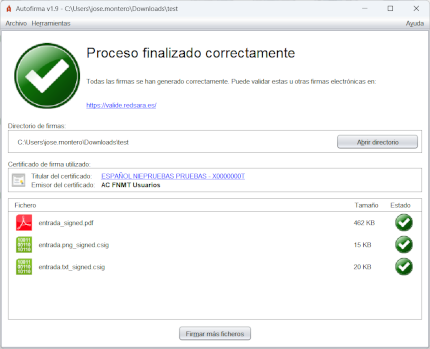 Autofirma v1.9 - C:\Users\jose.montero\Downloads\test
Archivo Herramientas Ayuda
Proceso finalizado correctamente
Todas las firmas se han generado correctamente. Puede validar estas u otras firmas electrónicas en:
https://valide.redsara.es/
Directorio de firmas:
C:\Users\jose.montero\Downloads\test Abrir directorio
Certificado de firma utilizado:
Titular del certificado: ESPAÑOL NIEPRUEBAS PRUEBAS - X0000000T
Emisor del certificado: AC FNMT Usuarios
Fichero Tamaño Estado
entrada_signed.pdf 462 KB
entrada.png_signed.csig 15 KB
entrada.txt_signed.csig 20 KB
Firmar más ficheros